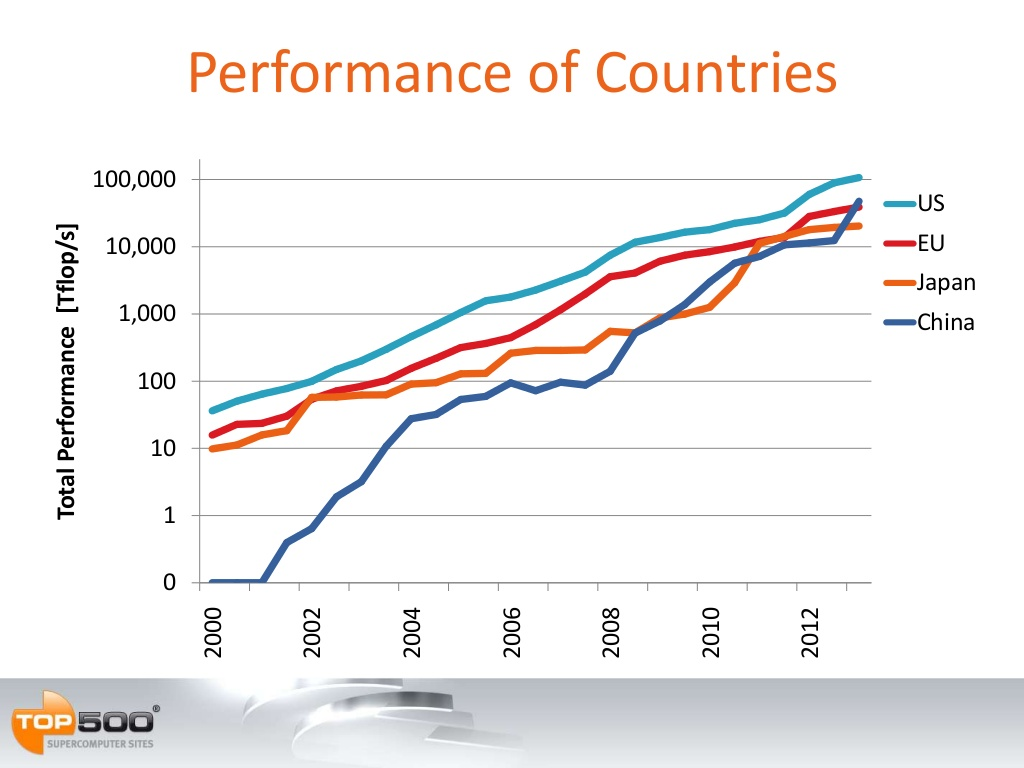 Performance of Countries
Total Performance [Tflop/s]
100,000
10,000
1,000
100
10
1
0
2000
2002
2004
2006
2008
2010
2012
US
EU
Japan
China
TOP500®
SUPERCOMPUTER SITES